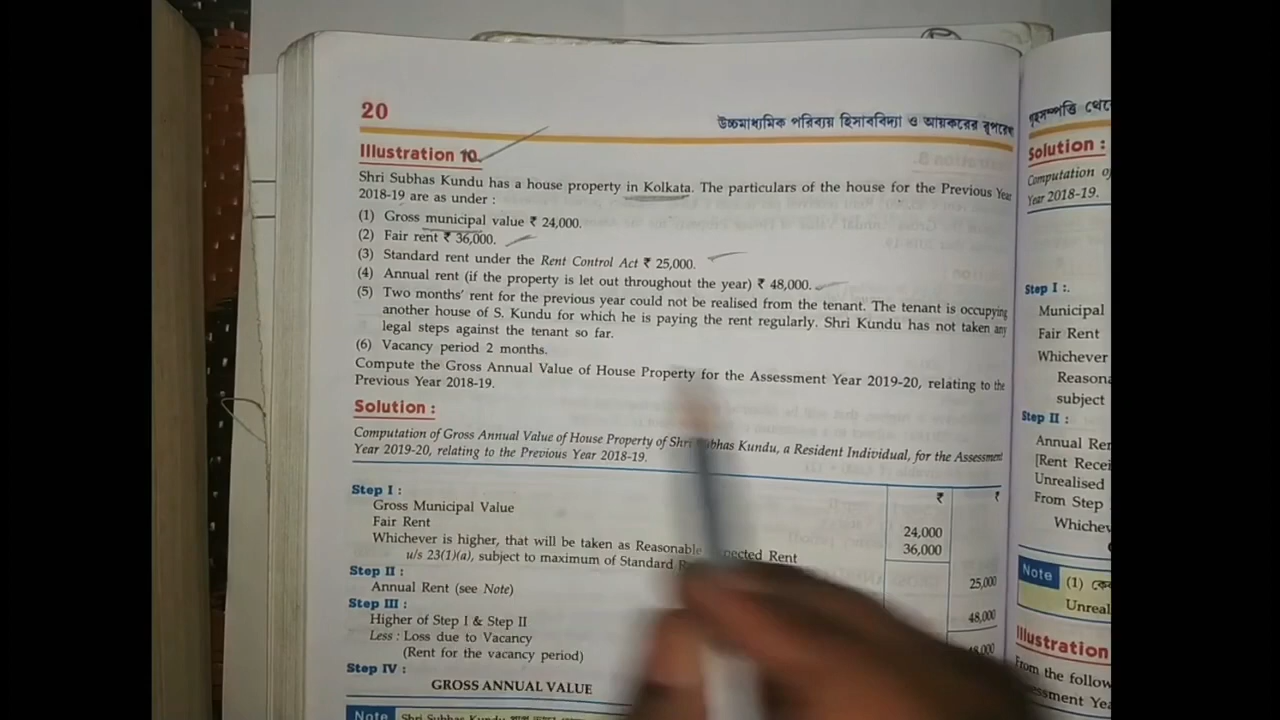 20
উচ্চমাধ্যমিক পরিব্যয় হিসাববিদ্যা ও আয়করের রূপরেখ
Illustration 10.
Shri Subhas Kundu has a house property in Kolkata. The particulars of the house for the Previous Year
2018-19 are as under :
(1) Gross municipal value ₹ 24,000.
(2) Fair rent ₹ 36,000.
(3) Standard rent under the Rent Control Act ₹ 25,000.
(4) Annual rent (if the property is let out throughout the year) ₹ 48,000.
(5) Two months' rent for the previous year could not be realised from the tenant. The tenant is occupying
another house of S. Kundu for which he is paying the rent regularly. Shri Kundu has not taken any
legal steps against the tenant so far.
(6) Vacancy period 2 months.
Compute the Gross Annual Value of House Property for the Assessment Year 2019-20, relating to the
Previous Year 2018-19.
Solution :
Computation of Gross Annual Value of House Property of Shri Subhas Kundu, a Resident Individual, for the Assessment
Year 2019-20, relating to the Previous Year 2018-19.
₹ ₹
Step I :
Gross Municipal Value 24,000
Fair Rent 36,000
Whichever is higher, that will be taken as Reasonable Expected Rent
u/s 23(1)(a), subject to maximum of Standard 25,000
Step II :
Annual Rent (see Note) 48,000
Step III :
Higher of Step I & Step II
Less : Loss due to Vacancy
(Rent for the vacancy period)
Step IV :
GROSS ANNUAL VALUE
Note Shri Subhas Kundu
গৃহসম্পত্তি থেকে
Solution :
Computation of
Year 2018-19.
Step I :.
Municipal
Fair Rent
Whichever
subject
Step II :
Annual
[Rent
Unrealised
From Step
Note (1)
Illustration
From the follow